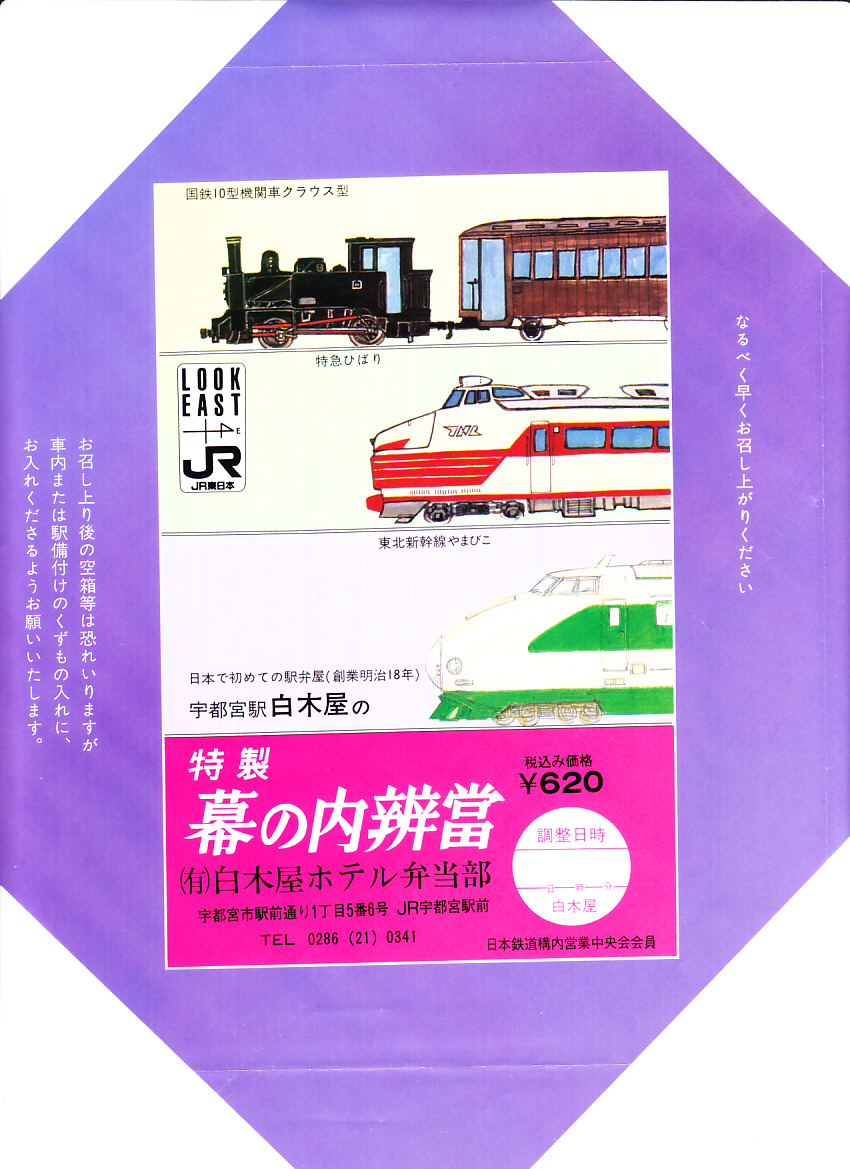 国鉄10型機関車クラウス型
特急ひばり
LOOK
EAST
E
JR
JR東日本
JNR
東北新幹線やまびこ
日本で初めての駅弁屋(創業明治18年)
宇都宮駅白木屋の
特製
幕の内辨當
税込み価格
¥620
調整日時
日 時 分
白木屋
(有)白木屋ホテル弁当部
宇都宮市駅前通り1丁目5番6号 JR宇都宮駅前
TEL 0286 (21) 0341
日本鉄道構内営業中央会会員
なるべく早くお召し上がりください
お召し上り後の空箱等は恐れいりますが
車内または駅備付けのくずもの入れに、
お入れくださるようお願いいたします。